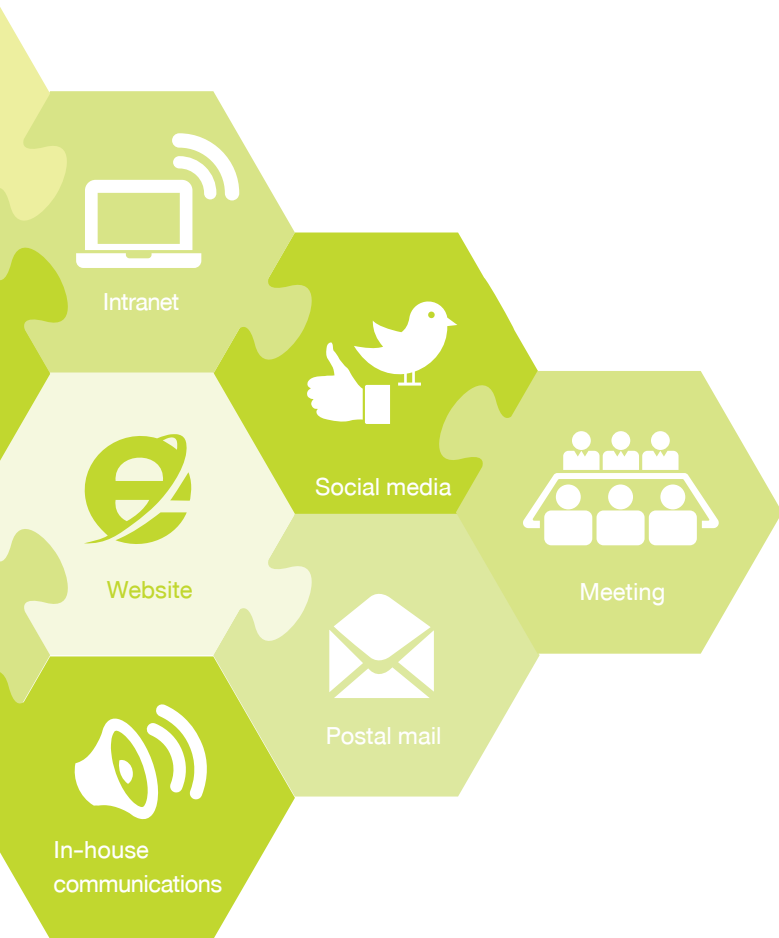 Intranet
Social media
Website
Meeting
Postal mail
In-house
communications